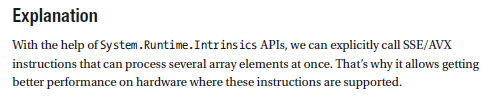 Explanation
With the help of System.Runtime.Intrinsics APIs, we can explicitly call SSE/AVX
instructions that can process several array elements at once. That’s why it allows getting
better performance on hardware where these instructions are supported.